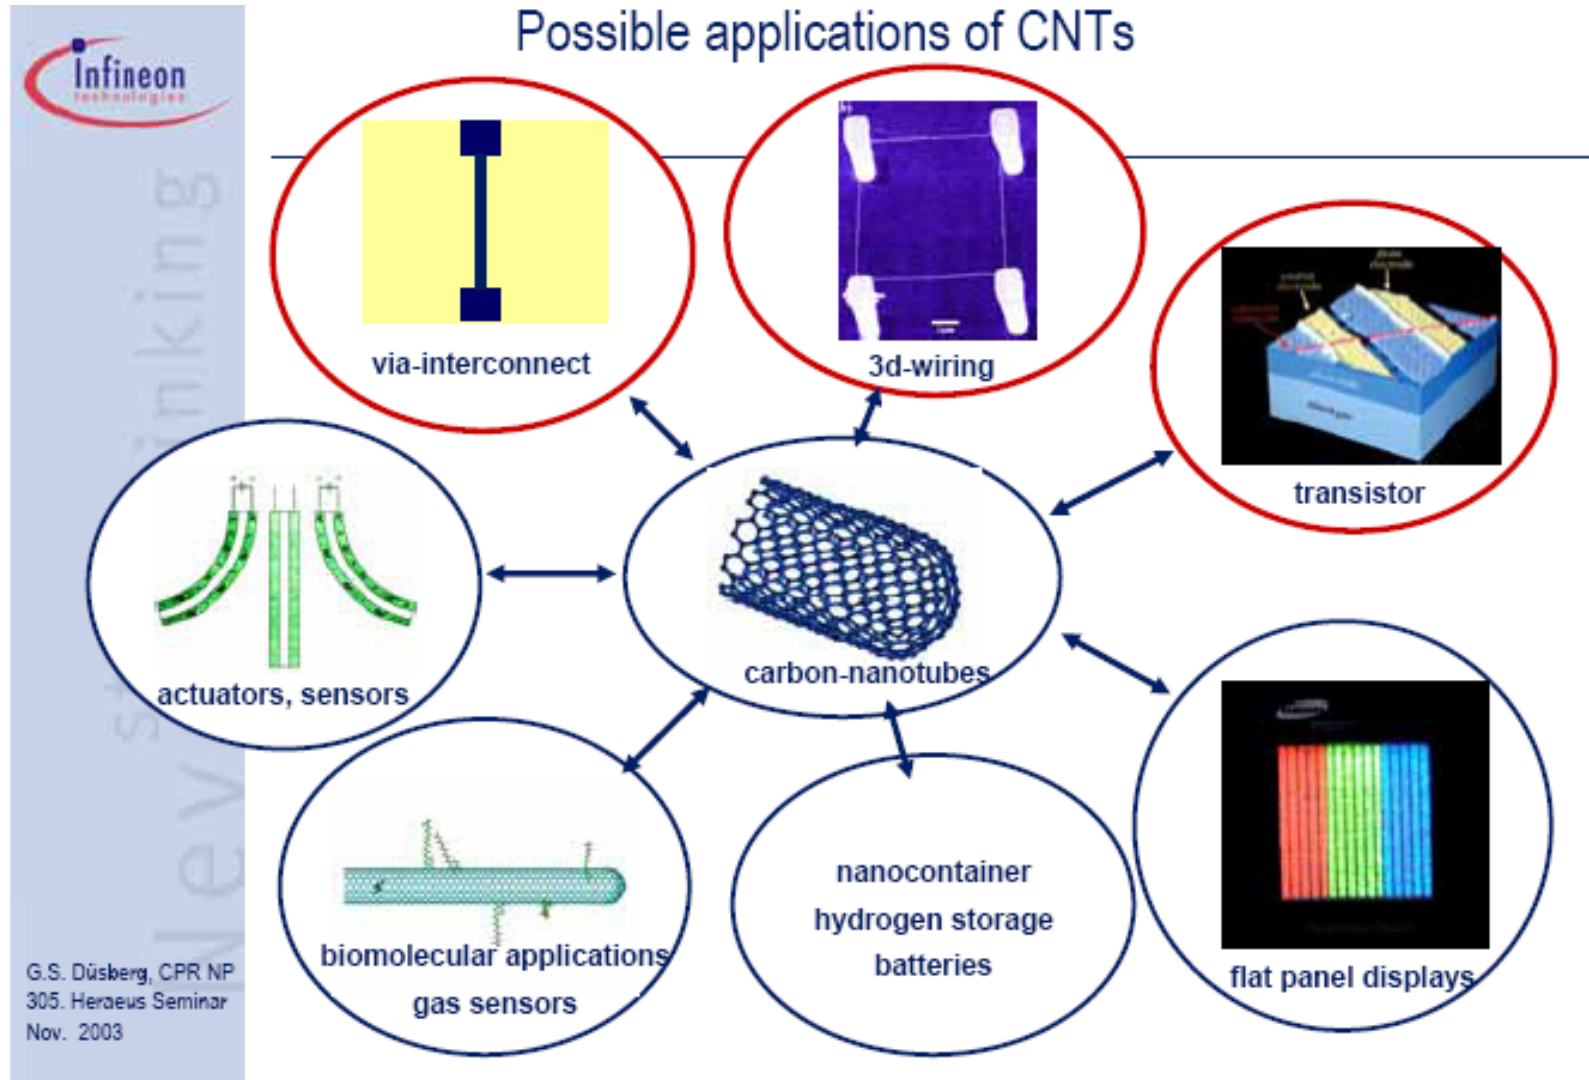 Possible applications of CNTs
Infineon
technologies
via-interconnect
3d-wiring
transistor
actuators, sensors
carbon-nanotubes
biomolecular applications
gas sensors
nanocontainer
hydrogen storage
batteries
flat panel displays
G.S. Düsberg, CPR NP
305. Heraeus Seminar
Nov. 2003